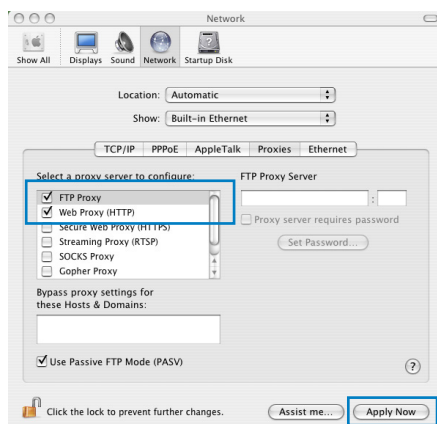 Network
Show All Displays Sound Network Startup Disk
Location: Automatic
Show: Built-in Ethernet
TCP/IP PPPoE AppleTalk Proxies Ethernet
Select a proxy server to configure: FTP Proxy Server
FTP Proxy
:
Web Proxy (HTTP)
Proxy server requires password
Secure Web Proxy (HTTPS)
Streaming Proxy (RTSP) Set Password...
SOCKS Proxy
Gopher Proxy
Bypass proxy settings for
these Hosts & Domains:
Use Passive FTP Mode (PASV) ?
Click the lock to prevent further changes. Assist me... Apply Now